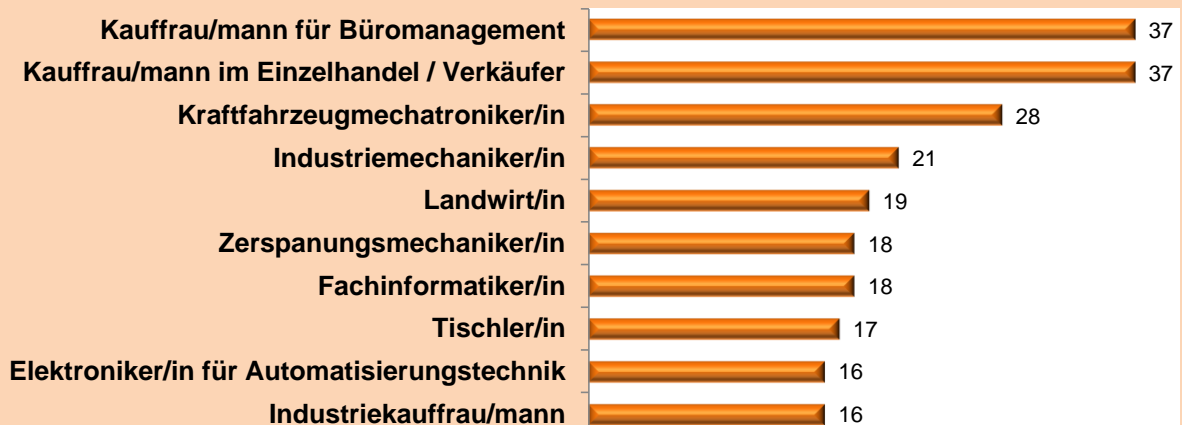 Kauffrau/mann für Büromanagement 37
Kauffrau/mann im Einzelhandel / Verkäufer 37
Kraftfahrzeugmechatroniker/in 28
Industriemechaniker/in 21
Landwirt/in 19
Zerspanungsmechaniker/in 18
Fachinformatiker/in 18
Tischler/in 17
Elektroniker/in für Automatisierungstechnik 16
Industriekauffrau/mann 16